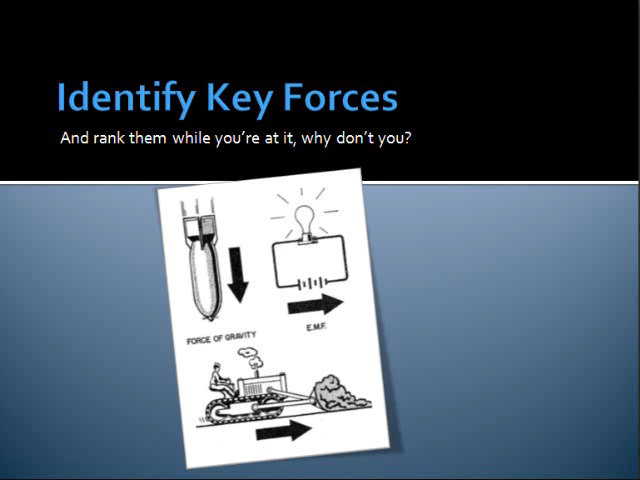 Identify Key Forces
And rank them while you're at it, why don't you?
FORCE OF GRAVITY
E.M.F.